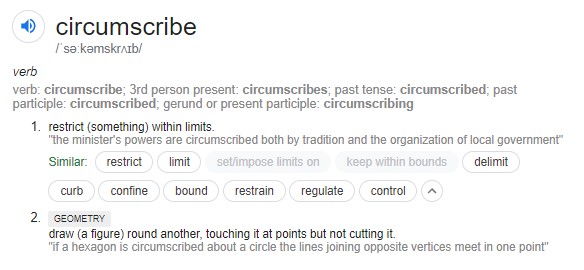 circumscribe
/ˈsəːkəmskrʌɪb/
verb
verb: circumscribe; 3rd person present: circumscribes; past tense: circumscribed; past
participle: circumscribed; gerund or present participle: circumscribing
1. restrict (something) within limits.
"the minister's powers are circumscribed both by tradition and the organization of local government"
Similar: restrict limit set/impose limits on keep within bounds delimit
curb confine bound restrain regulate control
2. GEOMETRY
draw (a figure) round another, touching it at points but not cutting it.
"if a hexagon is circumscribed about a circle the lines joining opposite vertices meet in one point"